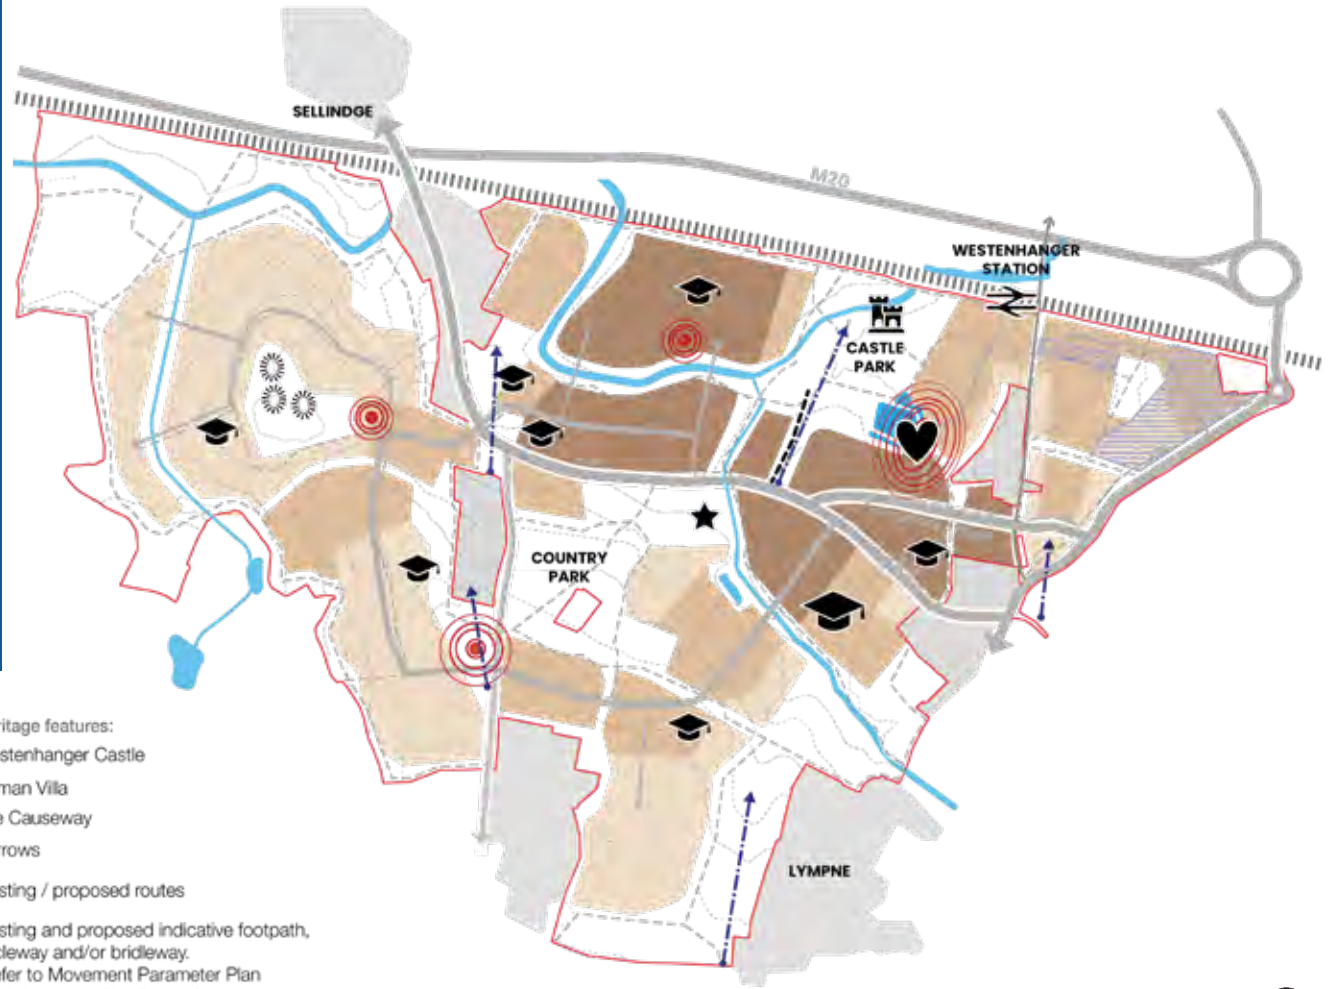 SELLINDGE
M20
WESTENHANGER
STATION
CASTLE
PARK
COUNTRY
PARK
LYMPNE
ritage features:
stenhanger Castle
man Villa
e Causeway
rrows
sting / proposed routes
sting and proposed indicative footpath,
cleway and/or bridleway.
efer to Movement Parameter Plan